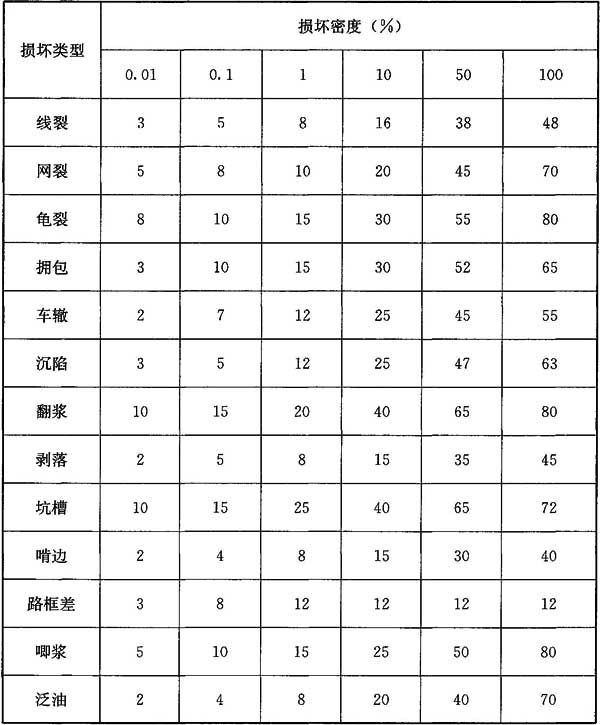 损坏类型 损坏密度（%）
0.01 0.1 1 10 50 100
线裂 3 5 8 16 38 48
网裂 5 8 10 20 45 70
龟裂 8 10 15 30 55 80
拥包 3 10 15 30 52 65
车辙 2 7 12 25 45 55
沉陷 3 5 12 25 47 63
翻浆 10 15 20 40 65 80
剥落 2 5 8 15 35 45
坑槽 10 15 25 40 65 72
啃边 2 4 8 15 30 40
路框差 3 8 12 12 12 12
唧浆 5 10 15 25 50 80
泛油 2 4 8 20 40 70